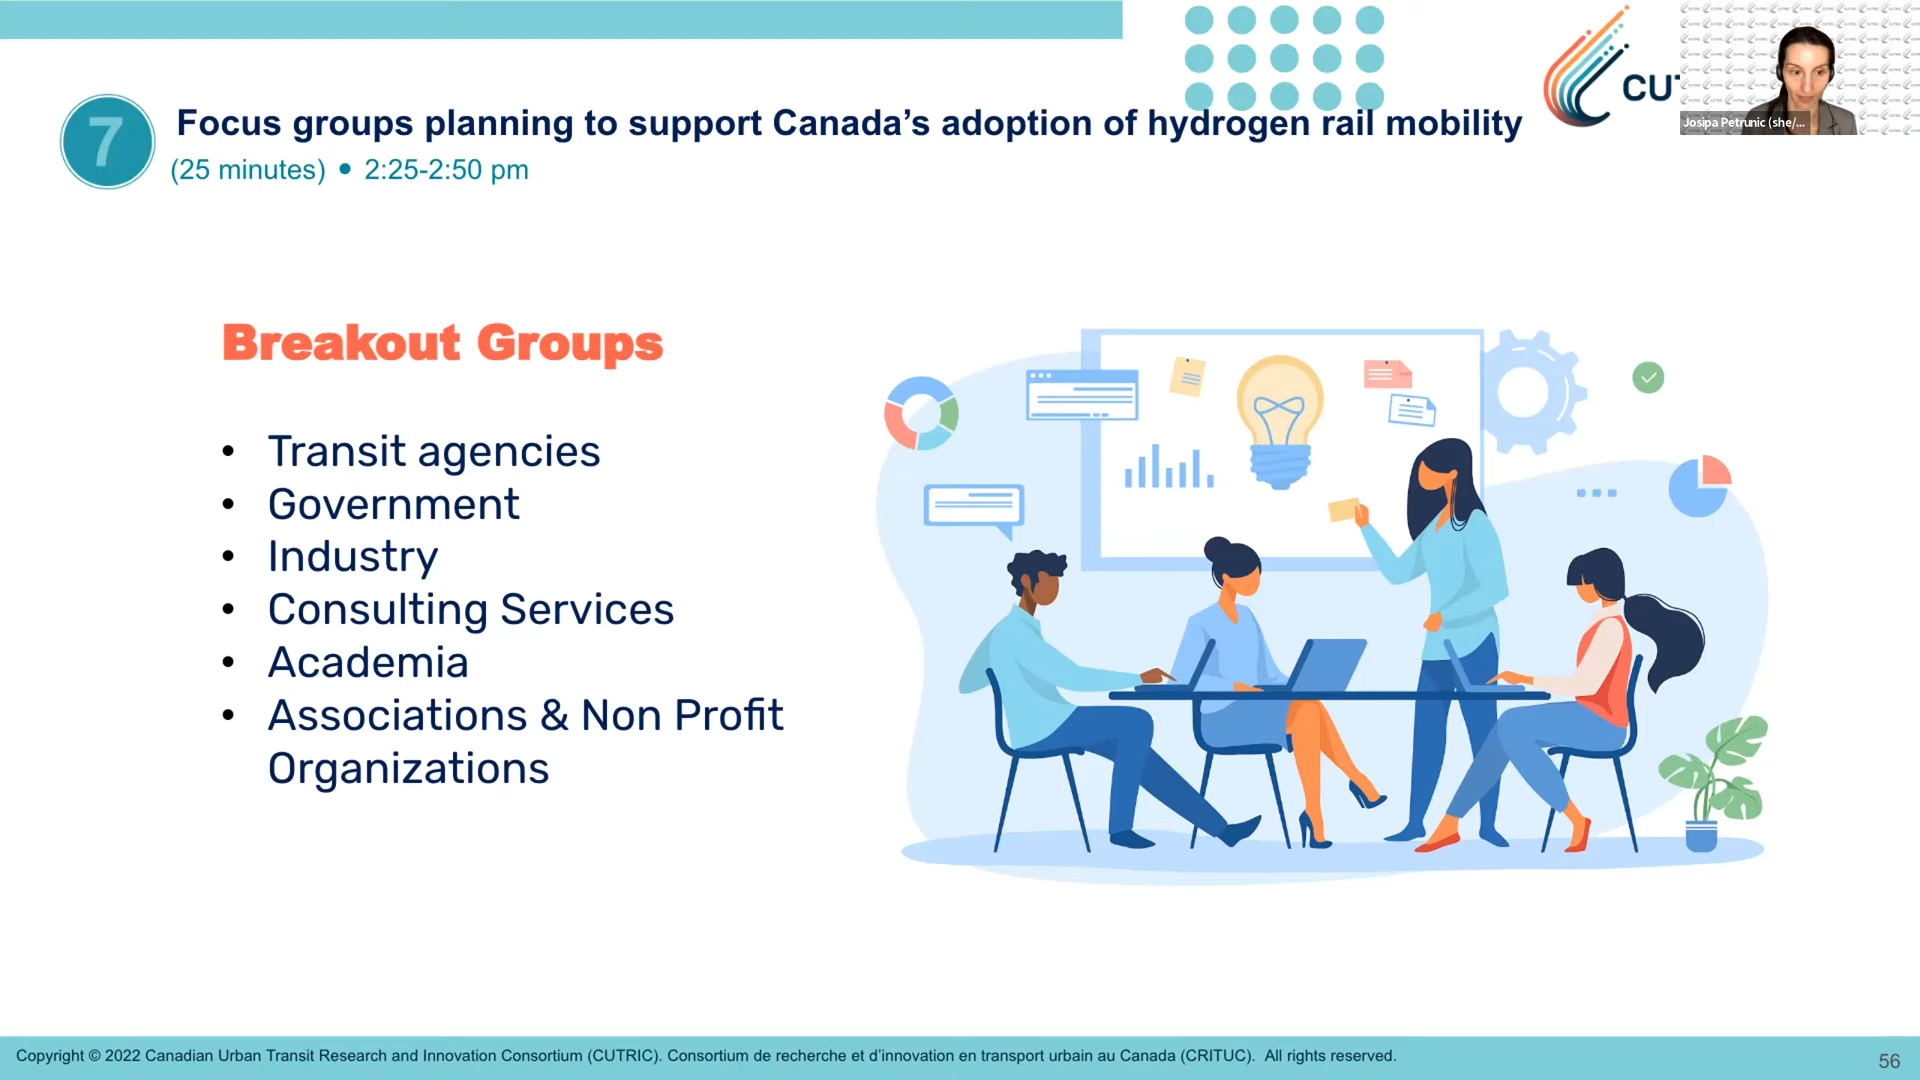 7
Focus groups planning to support Canada’s adoption of hydrogen rail mobility
(25 minutes) • 2:25-2:50 pm
CU
Josipa Petrunic (she/...
Breakout Groups
• Transit agencies
• Government
• Industry
• Consulting Services
• Academia
• Associations & Non Profit
Organizations
Copyright © 2022 Canadian Urban Transit Research and Innovation Consortium (CUTRIC). Consortium de recherche et d’innovation en transport urbain au Canada (CRITUC). All rights reserved.
56